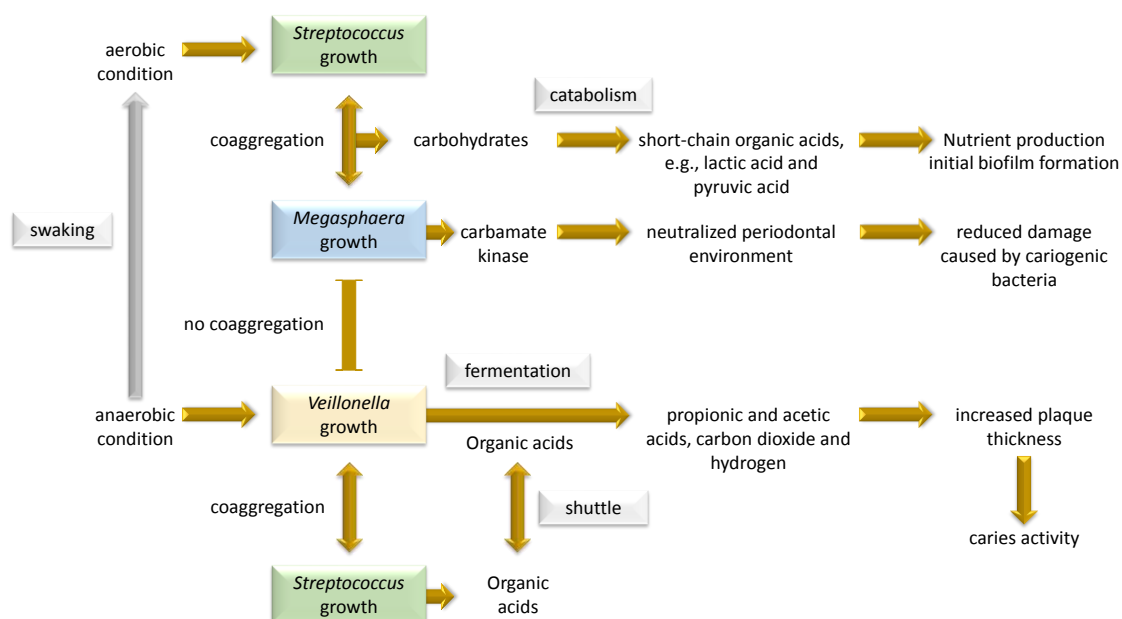 Streptococcus
growth
aerobic
condition
catabolism
coaggregation
carbohydrates
short-chain organic acids,
e.g., lactic acid and
pyruvic acid
Nutrient production
initial biofilm formation
swaking
Megasphaera
growth
carbamate
kinase
neutralized periodontal
environment
reduced damage
caused by cariogenic
bacteria
no coaggregation
fermentation
anaerobic
condition
Veillonella
growth
Organic acids
propionic and acetic
acids, carbon dioxide and
hydrogen
increased plaque
thickness
coaggregation
shuttle
caries activity
Streptococcus
growth
Organic
acids